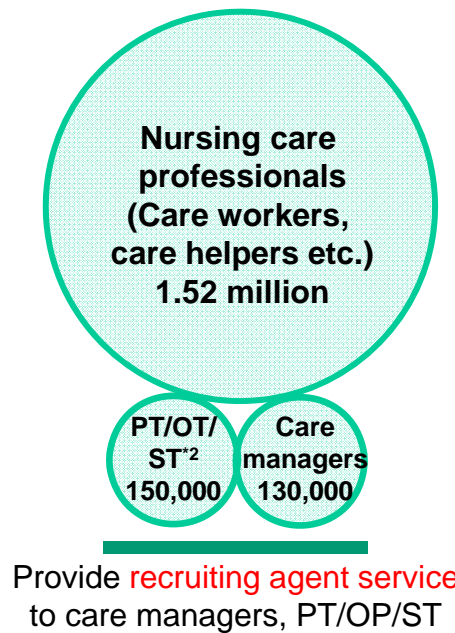 Nursing care
professionals
(Care workers,
care helpers etc.)
1.52 million
PT/OT/
ST*2
150,000
Care
managers
130,000
Provide recruiting agent service
to care managers, PT/OP/ST